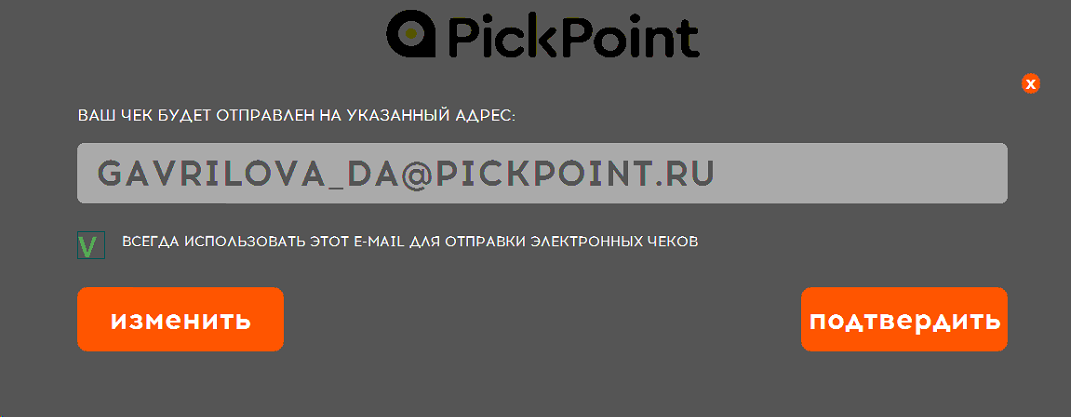 PickPoint
x
ВАШ ЧЕК БУДЕТ ОТПРАВЛЕН НА УКАЗАННЫЙ АДРЕС:
GAVRILOVA_DA@PICKPOINT.RU
V ВСЕГДА ИСПОЛЬЗОВАТЬ ЭТОТ E-MAIL ДЛЯ ОТПРАВКИ ЭЛЕКТРОННЫХ ЧЕКОВ
изменить
подтвердить